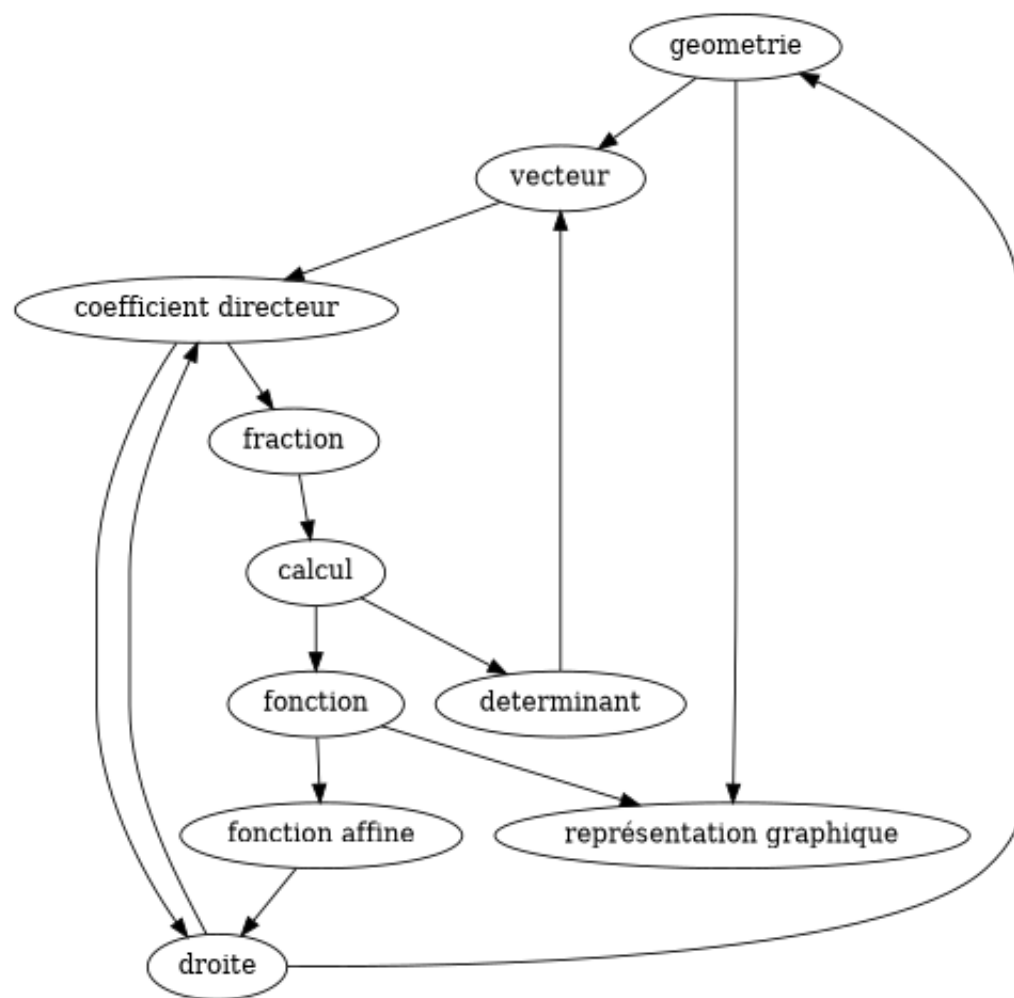 geometrie
vecteur
coefficient directeur
fraction
calcul
fonction
determinant
fonction affine
représentation graphique
droite